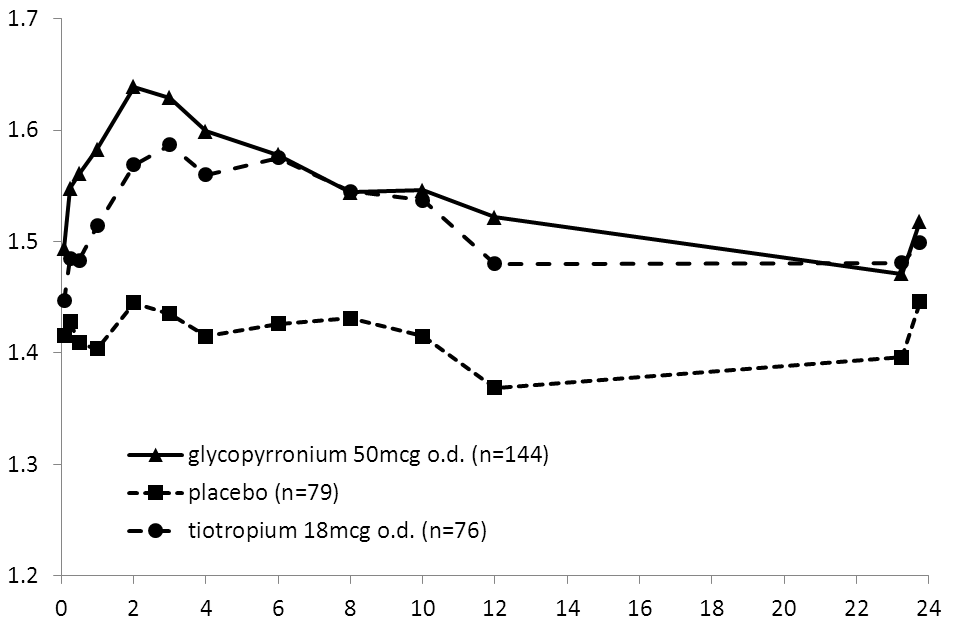 1.7
1.6
1.5
1.4
1.3
1.2
glycopyrronium 50mcg o.d. (n=144)
placebo (n=79)
tiotropium 18mcg o.d. (n=76)
0 2 4 6 8 10 12 14 16 18 20 22 24